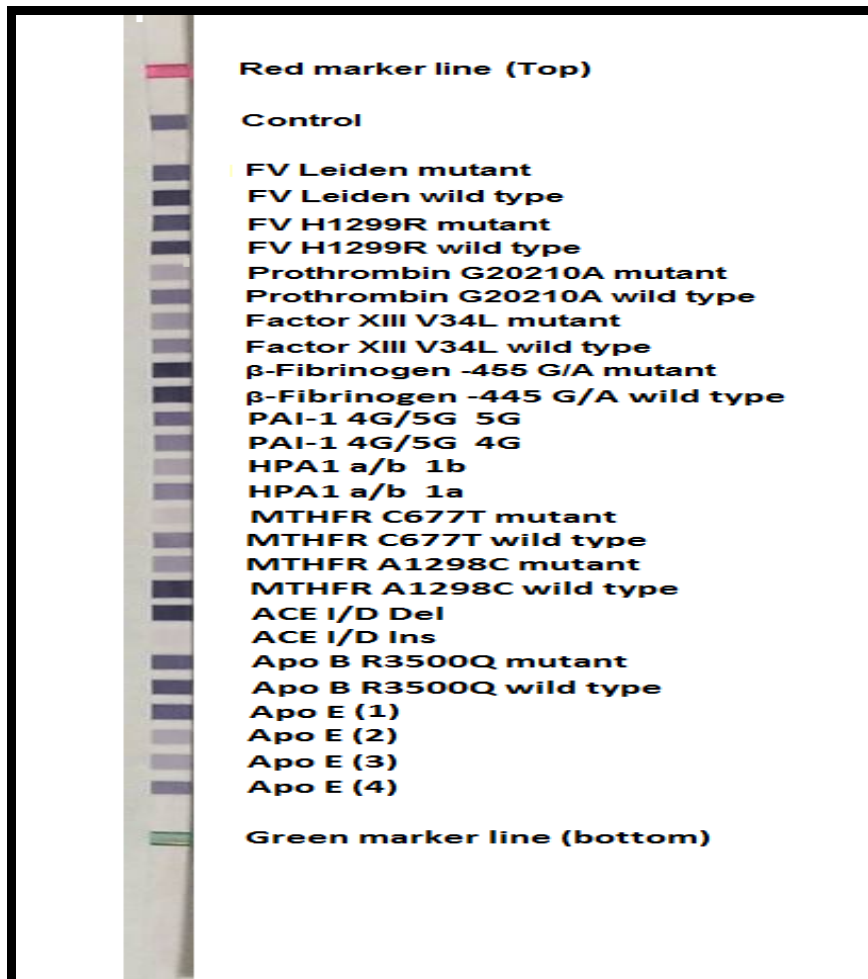 Red marker line (Top)
Control
FV Leiden mutant
FV Leiden wild type
FV H1299R mutant
FV H1299R wild type
Prothrombin G20210A mutant
Prothrombin G20210A wild type
Factor XIII V34L mutant
Factor XIII V34L wild type
β-Fibrinogen -455 G/A mutant
β-Fibrinogen -445 G/A wild type
PAI-1 4G/5G 5G
PAI-1 4G/5G 4G
HPA1 a/b 1b
HPA1 a/b 1a
MTHFR C677T mutant
MTHFR C677T wild type
MTHFR A1298C mutant
MTHFR A1298C wild type
ACE I/D Del
ACE I/D Ins
Apo B R3500Q mutant
Apo B R3500Q wild type
Apo E (1)
Apo E (2)
Apo E (3)
Apo E (4)
Green marker line (bottom)